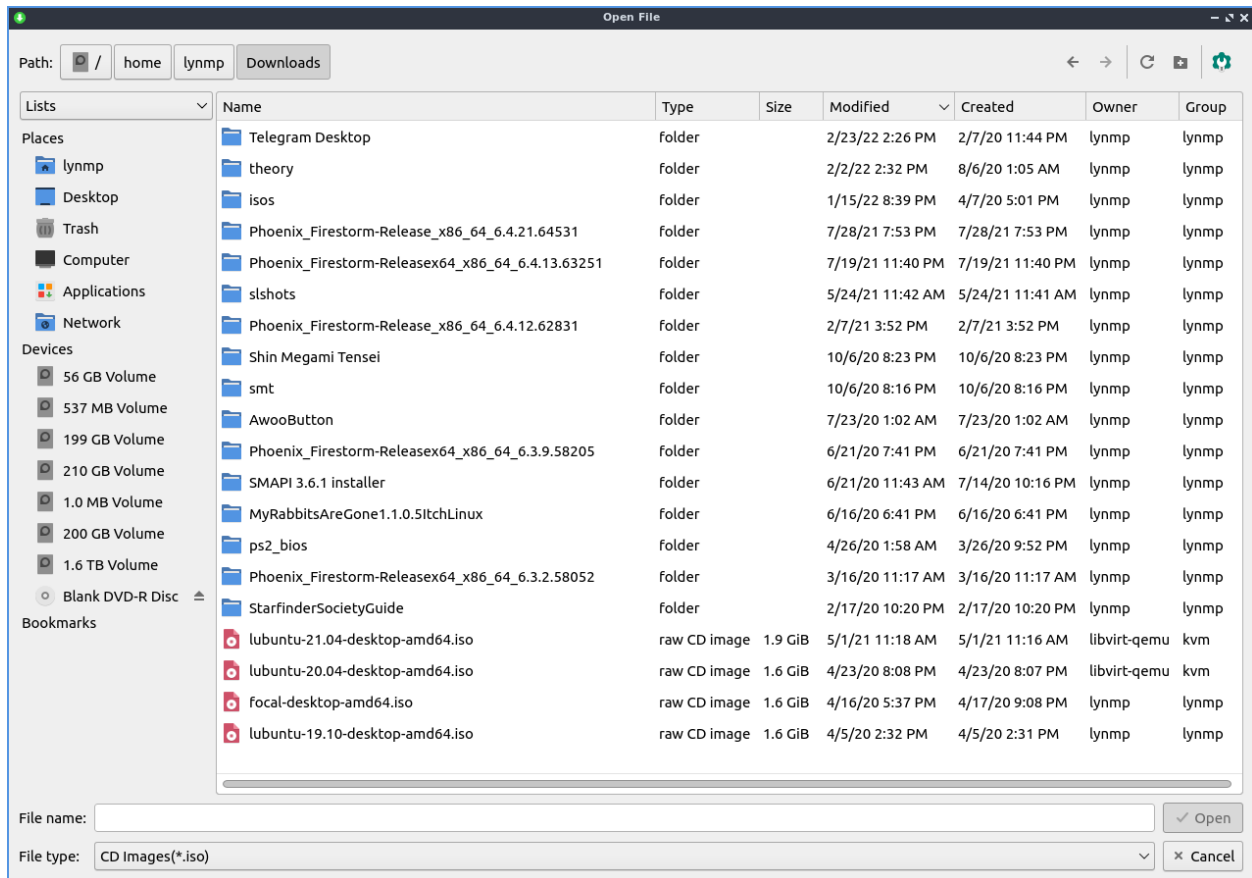 Open File
Path: / home lynmp Downloads
Lists Name Type Size Modified Created Owner Group
Places
lynmp
Desktop
Trash
Computer
Applications
Network
Devices
56 GB Volume
537 MB Volume
199 GB Volume
210 GB Volume
1.0 MB Volume
200 GB Volume
1.6 TB Volume
Blank DVD-R Disc
Bookmarks
Telegram Desktop folder 2/23/22 2:26 PM 2/7/20 11:44 PM lynmp lynmp
theory folder 2/2/22 2:32 PM 8/6/20 1:05 AM lynmp lynmp
isos folder 1/15/22 8:39 PM 4/7/20 5:01 PM lynmp lynmp
Phoenix_Firestorm-Release_x86_64_6.4.21.64531 folder 7/28/21 7:53 PM 7/28/21 7:53 PM lynmp lynmp
Phoenix_Firestorm-Releasex64_x86_64_6.4.13.63251 folder 7/19/21 11:40 PM 7/19/21 11:40 PM lynmp lynmp
slshots folder 5/24/21 11:42 AM 5/24/21 11:41 AM lynmp lynmp
Phoenix_Firestorm-Release_x86_64_6.4.12.62831 folder 2/7/21 3:52 PM 2/7/21 3:52 PM lynmp lynmp
Shin Megami Tensei folder 10/6/20 8:23 PM 10/6/20 8:23 PM lynmp lynmp
smt folder 10/6/20 8:16 PM 10/6/20 8:16 PM lynmp lynmp
AwooButton folder 7/23/20 1:02 AM 7/23/20 1:02 AM lynmp lynmp
Phoenix_Firestorm-Releasex64_x86_64_6.3.9.58205 folder 6/21/20 7:41 PM 6/21/20 7:41 PM lynmp lynmp
SMAPI 3.6.1 installer folder 6/21/20 11:43 AM 7/14/20 10:16 PM lynmp lynmp
MyRabbitsAreGone1.1.0.5ItchLinux folder 6/16/20 6:41 PM 6/16/20 6:41 PM lynmp lynmp
ps2_bios folder 4/26/20 1:58 AM 3/26/20 9:52 PM lynmp lynmp
Phoenix_Firestorm-Releasex64_x86_64_6.3.2.58052 folder 3/16/20 11:17 AM 3/16/20 11:17 AM lynmp lynmp
StarfinderSocietyGuide folder 2/17/20 10:20 PM 2/17/20 10:20 PM lynmp lynmp
lubuntu-21.04-desktop-amd64.iso raw CD image 1.9 GiB 5/1/21 11:18 AM 5/1/21 11:16 AM libvirt-qemu kvm
lubuntu-20.04-desktop-amd64.iso raw CD image 1.6 GiB 4/23/20 8:08 PM 4/23/20 8:07 PM libvirt-qemu kvm
focal-desktop-amd64.iso raw CD image 1.6 GiB 4/16/20 5:37 PM 4/17/20 9:08 PM lynmp lynmp
lubuntu-19.10-desktop-amd64.iso raw CD image 1.6 GiB 4/5/20 2:32 PM 4/5/20 2:31 PM lynmp lynmp
File name: Open
File type: CD Images(*.iso) Cancel